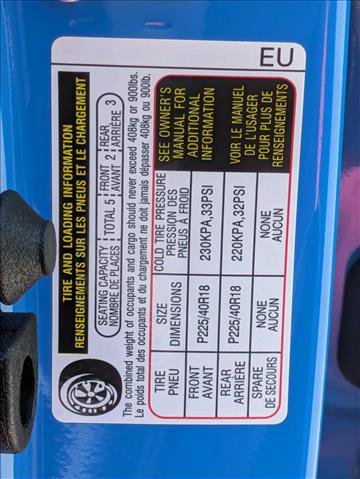 EU
TIRE AND LOADING INFORMATION
RENSEIGNEMENTS SUR LES PNEUS ET LE CHARGEMENT
SEATING CAPACITY TOTAL 5 FRONT 2 REAR 3
NOMBRE DE PLACES AVANT ARRIÈRE
The combined weight of occupants and cargo should never exceed 408kg or 900lbs.
Le poids total des occupants et du chargement ne doit jamais dépasser 408kg ou 900lb.
TIRE SIZE COLD TIRE PRESSURE
PNEU DIMENSIONS PRESSION DES
PNEUS À FROID
FRONT P225/40R18 230KPA,33PSI
AVANT
REAR P225/40R18 220KPA,32PSI
ARRIÈRE
SPARE NONE NONE
DE SECOURS AUCUN AUCUN
SEE OWNER'S
MANUAL FOR
ADDITIONAL
INFORMATION
VOIR LE MANUEL
DE L'USAGER
POUR PLUS DE
RENSEIGNEMENTS